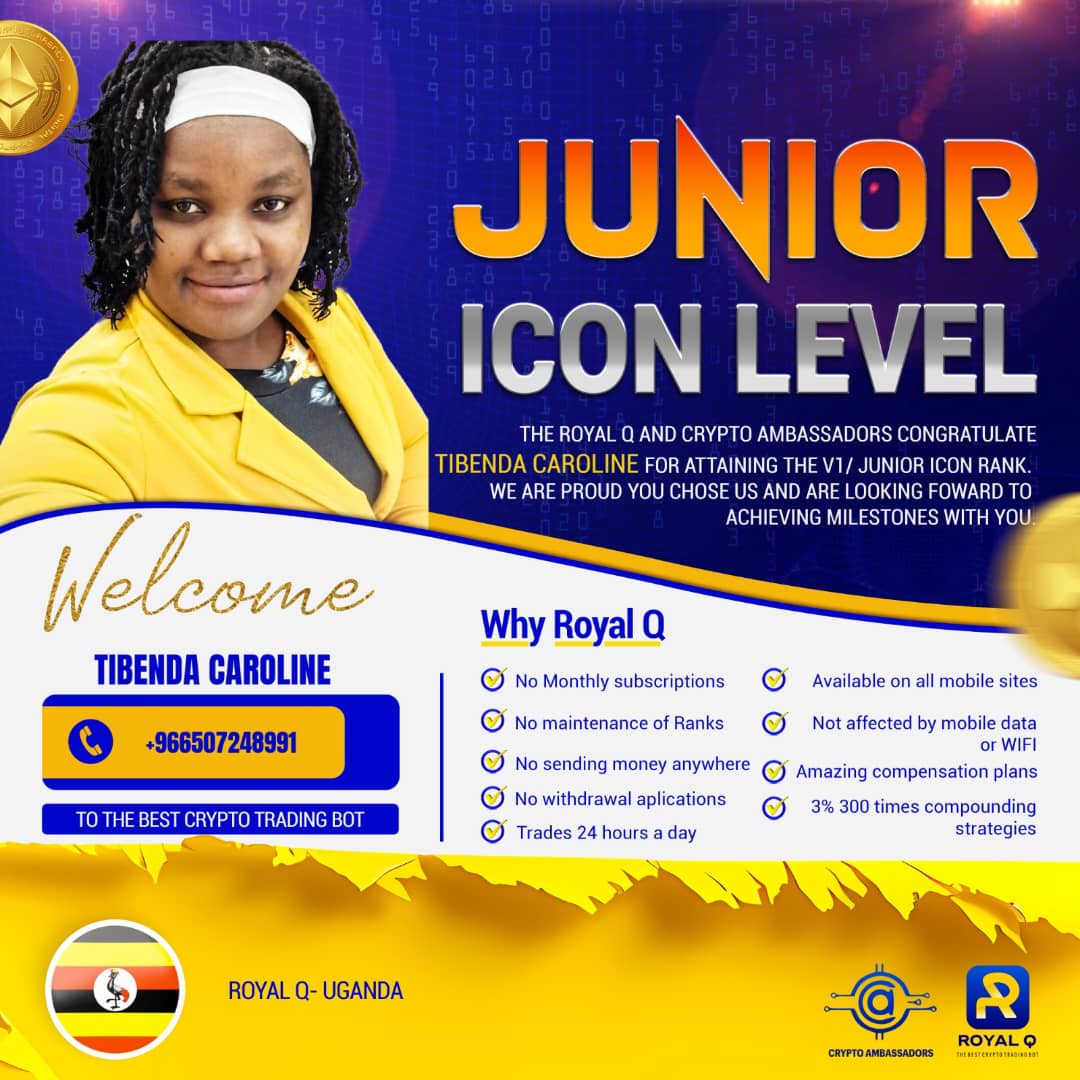 JUNIOR
ICON LEVEL
THE ROYAL Q AND CRYPTO AMBASSADORS CONGRATULATE
TIBENDA CAROLINE FOR ATTAINING THE V1/ JUNIOR ICON RANK.
WE ARE PROUD YOU CHOSE US AND ARE LOOKING FOWARD TO
ACHIEVING MILESTONES WITH YOU.
Welcome
TIBENDA CAROLINE
+966507248991
TO THE BEST CRYPTO TRADING BOT
Why Royal Q
No Monthly subscriptions
No maintenance of Ranks
No sending money anywhere
No withdrawal aplications
Trades 24 hours a day
Available on all mobile sites
Not affected by mobile data
or WIFI
Amazing compensation plans
3% 300 times compounding
strategies
ROYAL Q- UGANDA
CRYPTO AMBASSADORS
ROYAL Q
THE BEST CRYPTO TRADING BOT